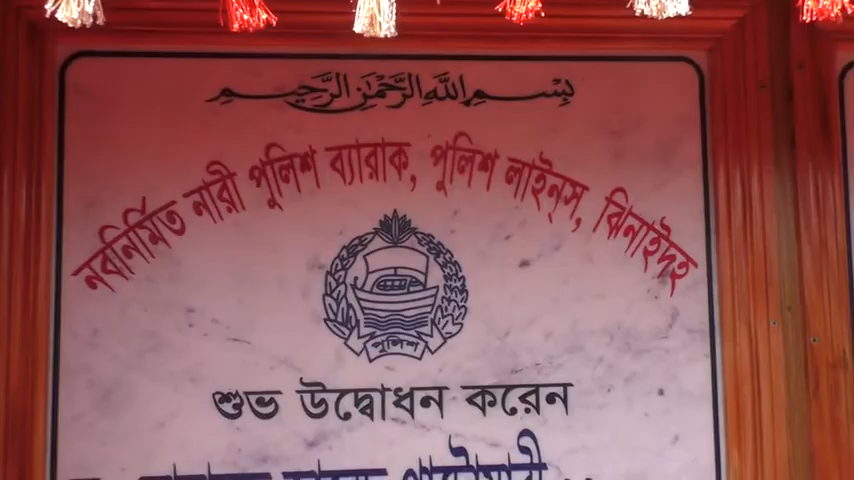 بِسْمِ اللّٰهِ الرَّحْمٰنِ الرَّحِيْمِ
নবনির্মিত নারী পুলিশ ব্যারাক, পুলিশ লাইন্স, ঝিনাইদহ
পুলিশ
শুভ উদ্বোধন করেন